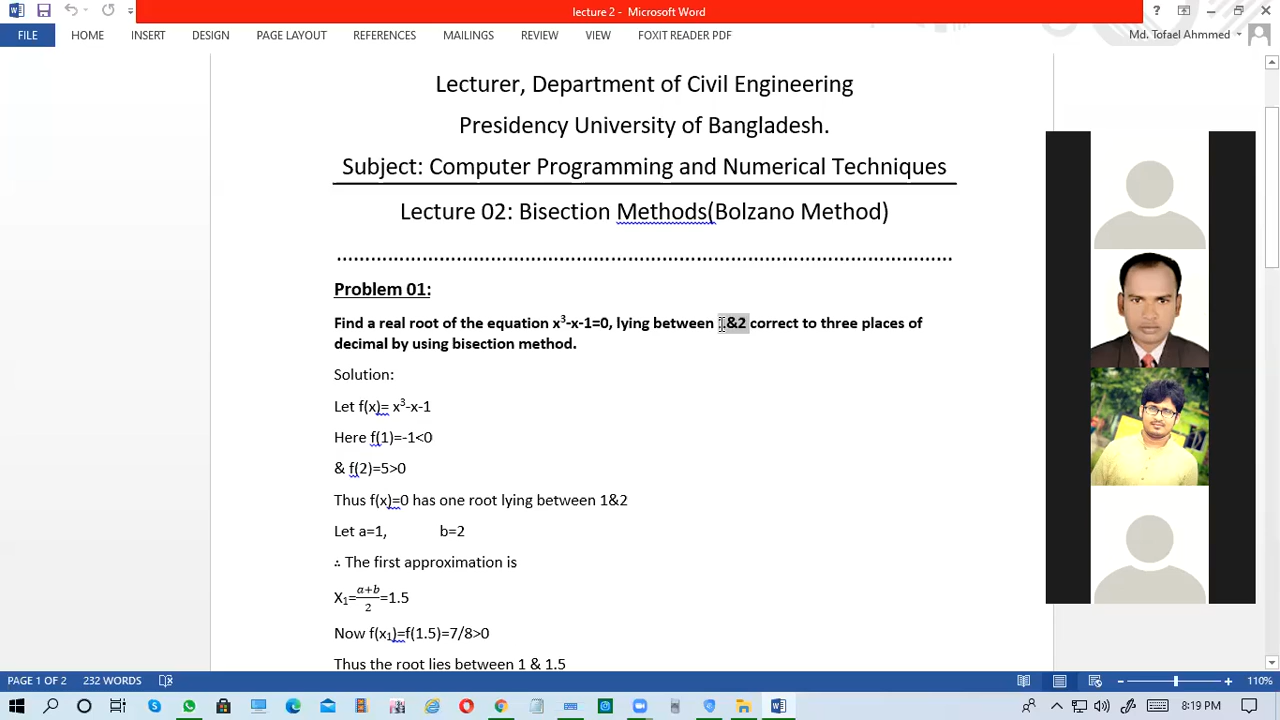 lecture 2 - Microsoft Word
?
FILE HOME INSERT DESIGN PAGE LAYOUT REFERENCES MAILINGS REVIEW VIEW FOXIT READER PDF Md. Tofael Ahmmed
Lecturer, Department of Civil Engineering
Presidency University of Bangladesh.
Subject: Computer Programming and Numerical Techniques
Lecture 02: Bisection Methods(Bolzano Method)
Problem 01:
Find a real root of the equation x³-x-1=0, lying between 1&2 correct to three places of
decimal by using bisection method.
Solution:
Let f(x)= x³-x-1
Here f(1)=-1<0
& f(2)=5>0
Thus f(x)=0 has one root lying between 1&2
Let a=1, b=2
∴ The first approximation is
X₁=(a+b)/2=1.5
Now f(x₁)=f(1.5)=7/8>0
Thus the root lies between 1 & 1.5
PAGE 1 OF 2 232 WORDS 110%
8:19 PM